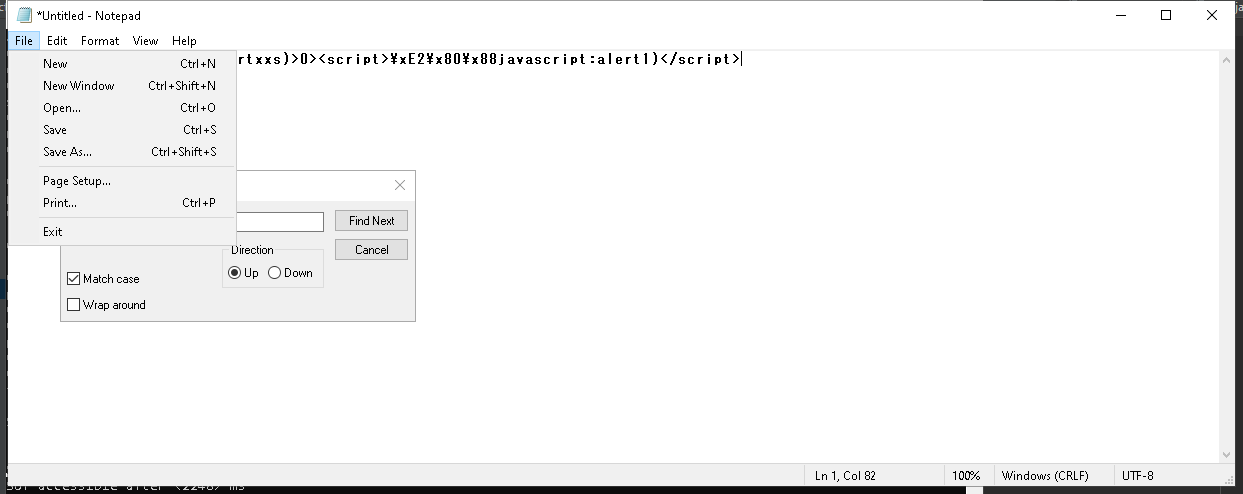 *Untitled - Notepad
File Edit Format View Help
rtxxs)>0><script>¥xE2¥x80¥x88javascript:alert1)</script>
New Ctrl+N
New Window Ctrl+Shift+N
Open... Ctrl+O
Save Ctrl+S
Save As... Ctrl+Shift+S
Page Setup...
Print... Ctrl+P
Exit
Find Next
Cancel
Direction
Up Down
Match case
Wrap around
Ln 1, Col 82 100% Windows (CRLF) UTF-8